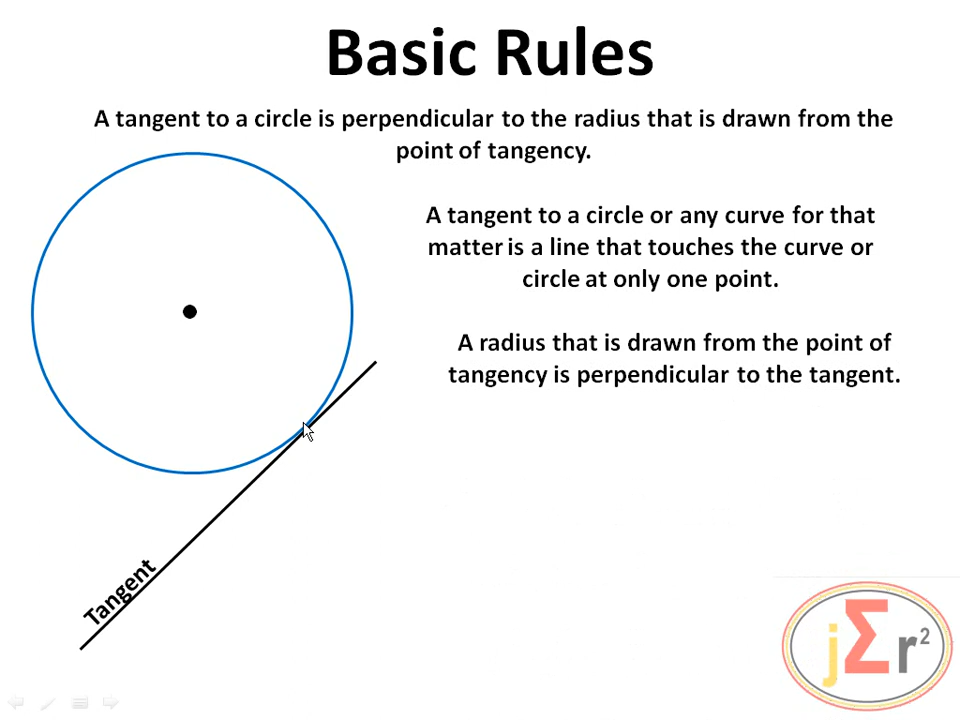 Basic Rules
A tangent to a circle is perpendicular to the radius that is drawn from the
point of tangency.
A tangent to a circle or any curve for that
matter is a line that touches the curve or
circle at only one point.
A radius that is drawn from the point of
tangency is perpendicular to the tangent.
Tangent
jΣr²